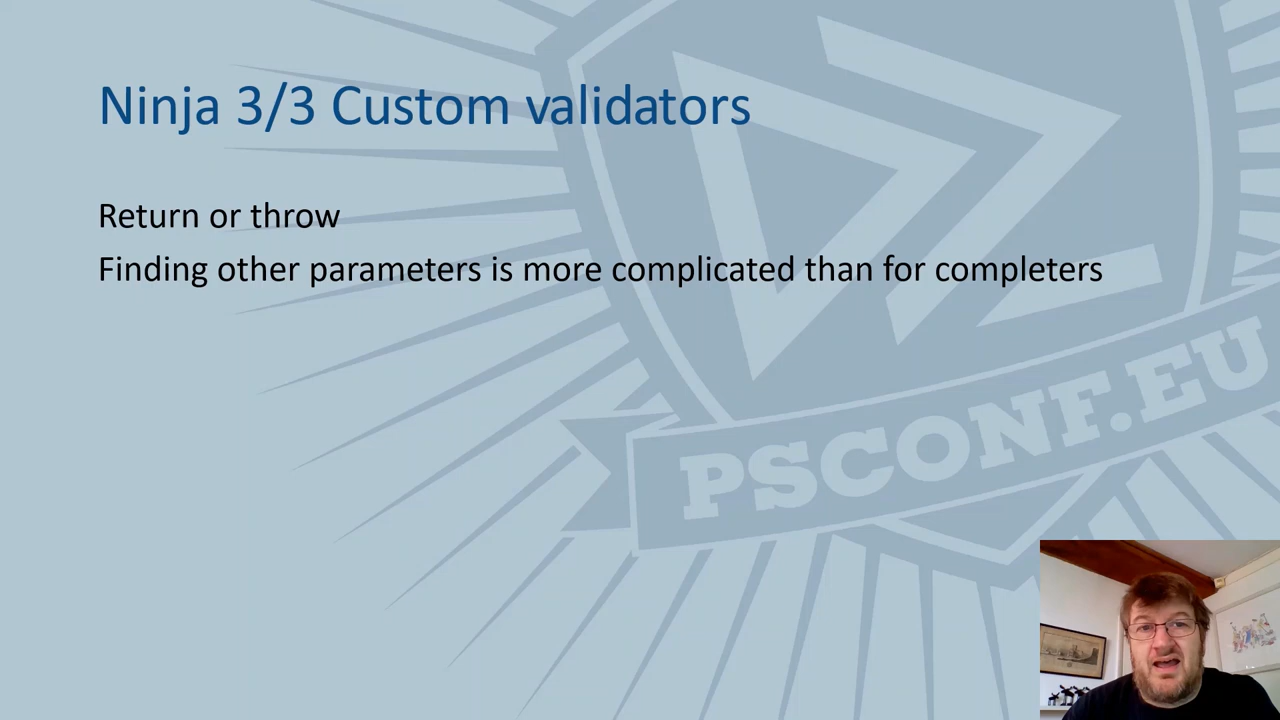 Ninja 3/3 Custom validators
Return or throw
Finding other parameters is more complicated than for completers
PSCONF.EU